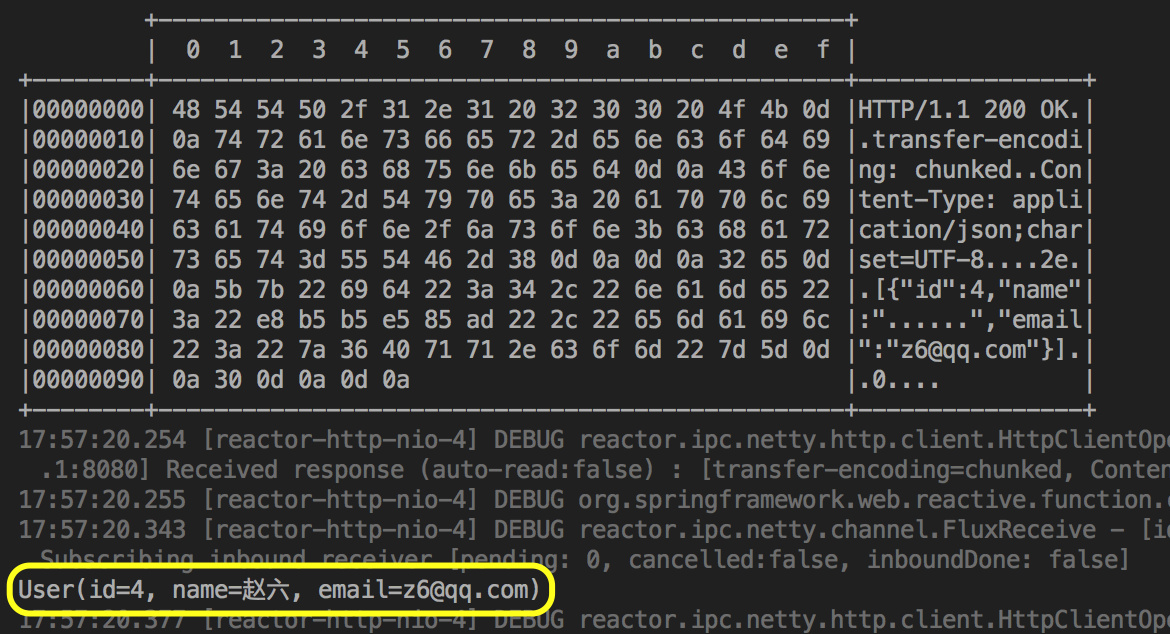 +-------------------------------------------------+
| 0 1 2 3 4 5 6 7 8 9 a b c d e f |
+--------+-------------------------------------------------+----------------+
|00000000| 48 54 54 50 2f 31 2e 31 20 32 30 30 20 4f 4b 0d |HTTP/1.1 200 OK.|
|00000010| 0a 74 72 61 6e 73 66 65 72 2d 65 6e 63 6f 64 69 |.transfer-encodi|
|00000020| 6e 67 3a 20 63 68 75 6e 6b 65 64 0d 0a 43 6f 6e |ng: chunked..Con|
|00000030| 74 65 6e 74 2d 54 79 70 65 3a 20 61 70 70 6c 69 |tent-Type: appli|
|00000040| 63 61 74 69 6f 6e 2f 6a 73 6f 6e 3b 63 68 61 72 |cation/json;char|
|00000050| 73 65 74 3d 55 54 46 2d 38 0d 0a 0d 0a 32 65 0d |set=UTF-8....2e.|
|00000060| 0a 5b 7b 22 69 64 22 3a 34 2c 22 6e 61 6d 65 22 |.[{"id":4,"name"|
|00000070| 3a 22 e8 b5 b5 e5 85 ad 22 2c 22 65 6d 61 69 6c |:"......","email|
|00000080| 22 3a 22 7a 36 40 71 71 2e 63 6f 6d 22 7d 5d 0d |":"z6@qq.com"}].|
|00000090| 0a 30 0d 0a 0d 0a |.0.... |
+--------+-------------------------------------------------+----------------+
17:57:20.254 [reactor-http-nio-4] DEBUG reactor.ipc.netty.http.client.HttpClientOpe
.1:8080] Received response (auto-read:false) : [transfer-encoding=chunked, Conten
17:57:20.255 [reactor-http-nio-4] DEBUG org.springframework.web.reactive.function.
17:57:20.343 [reactor-http-nio-4] DEBUG reactor.ipc.netty.channel.FluxReceive - [i
Subscribing inbound receiver [pending: 0, cancelled:false, inboundDone: false]
User(id=4, name=赵六, email=z6@qq.com)
17:57:20.377 [reactor-http-nio-4] DEBUG reactor.ipc.netty.http.client.HttpClientOpe